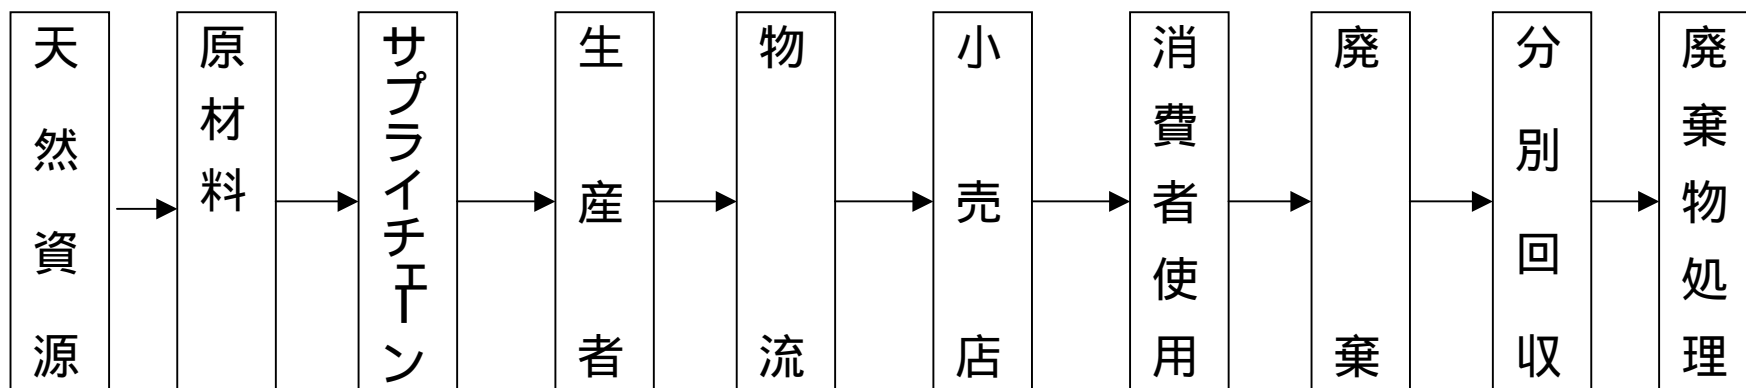 天然資源
原材料
サプライチェーン
生産者
物流
小売店
消費者使用
廃棄
分別回収
廃棄物処理